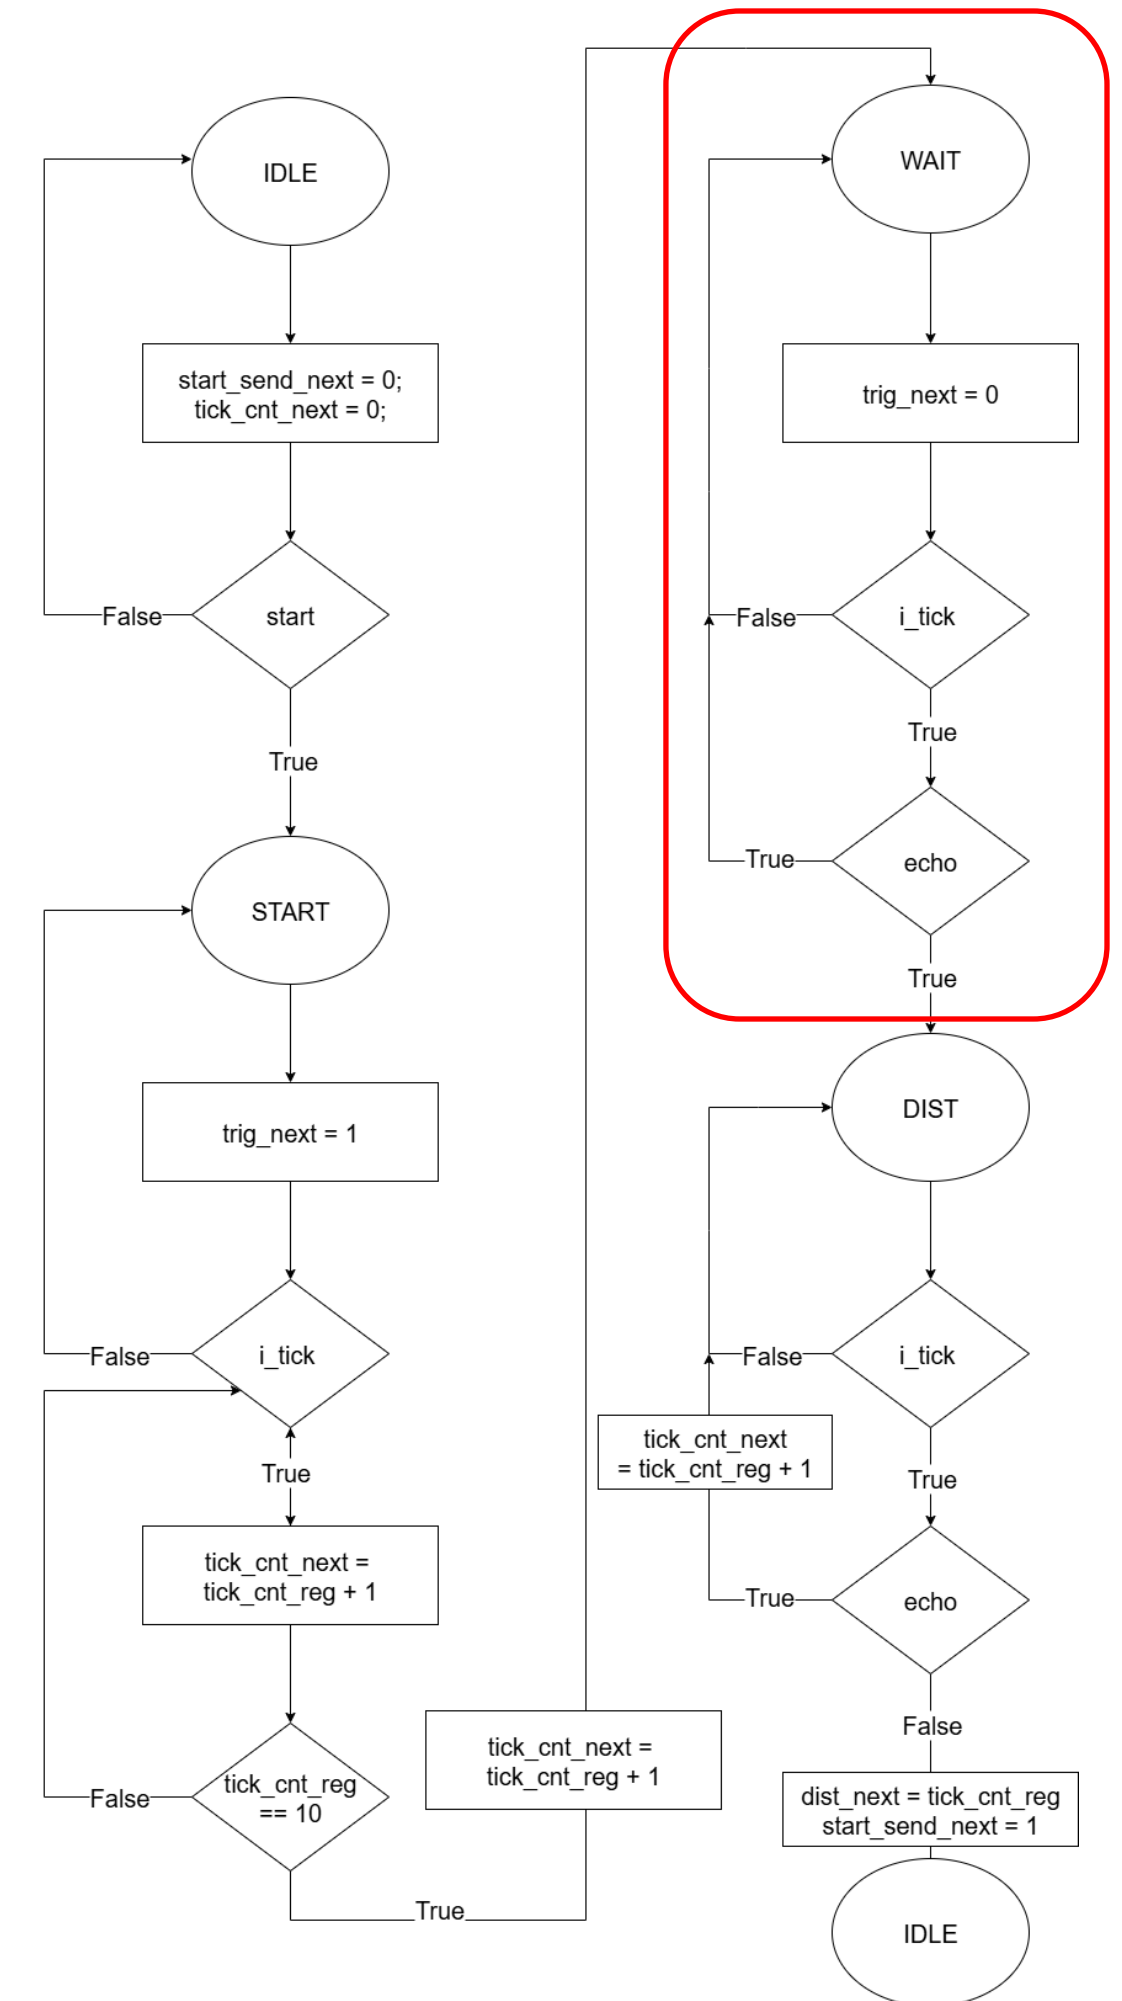 IDLE
start_send_next = 0;
tick_cnt_next = 0;
start
False
True
START
trig_next = 1
i_tick
False
True
tick_cnt_next =
tick_cnt_reg + 1
tick_cnt_reg
== 10
False
True
tick_cnt_next =
tick_cnt_reg + 1
WAIT
trig_next = 0
i_tick
False
True
echo
True
True
DIST
i_tick
False
tick_cnt_next
= tick_cnt_reg + 1
True
echo
True
False
dist_next = tick_cnt_reg
start_send_next = 1
IDLE